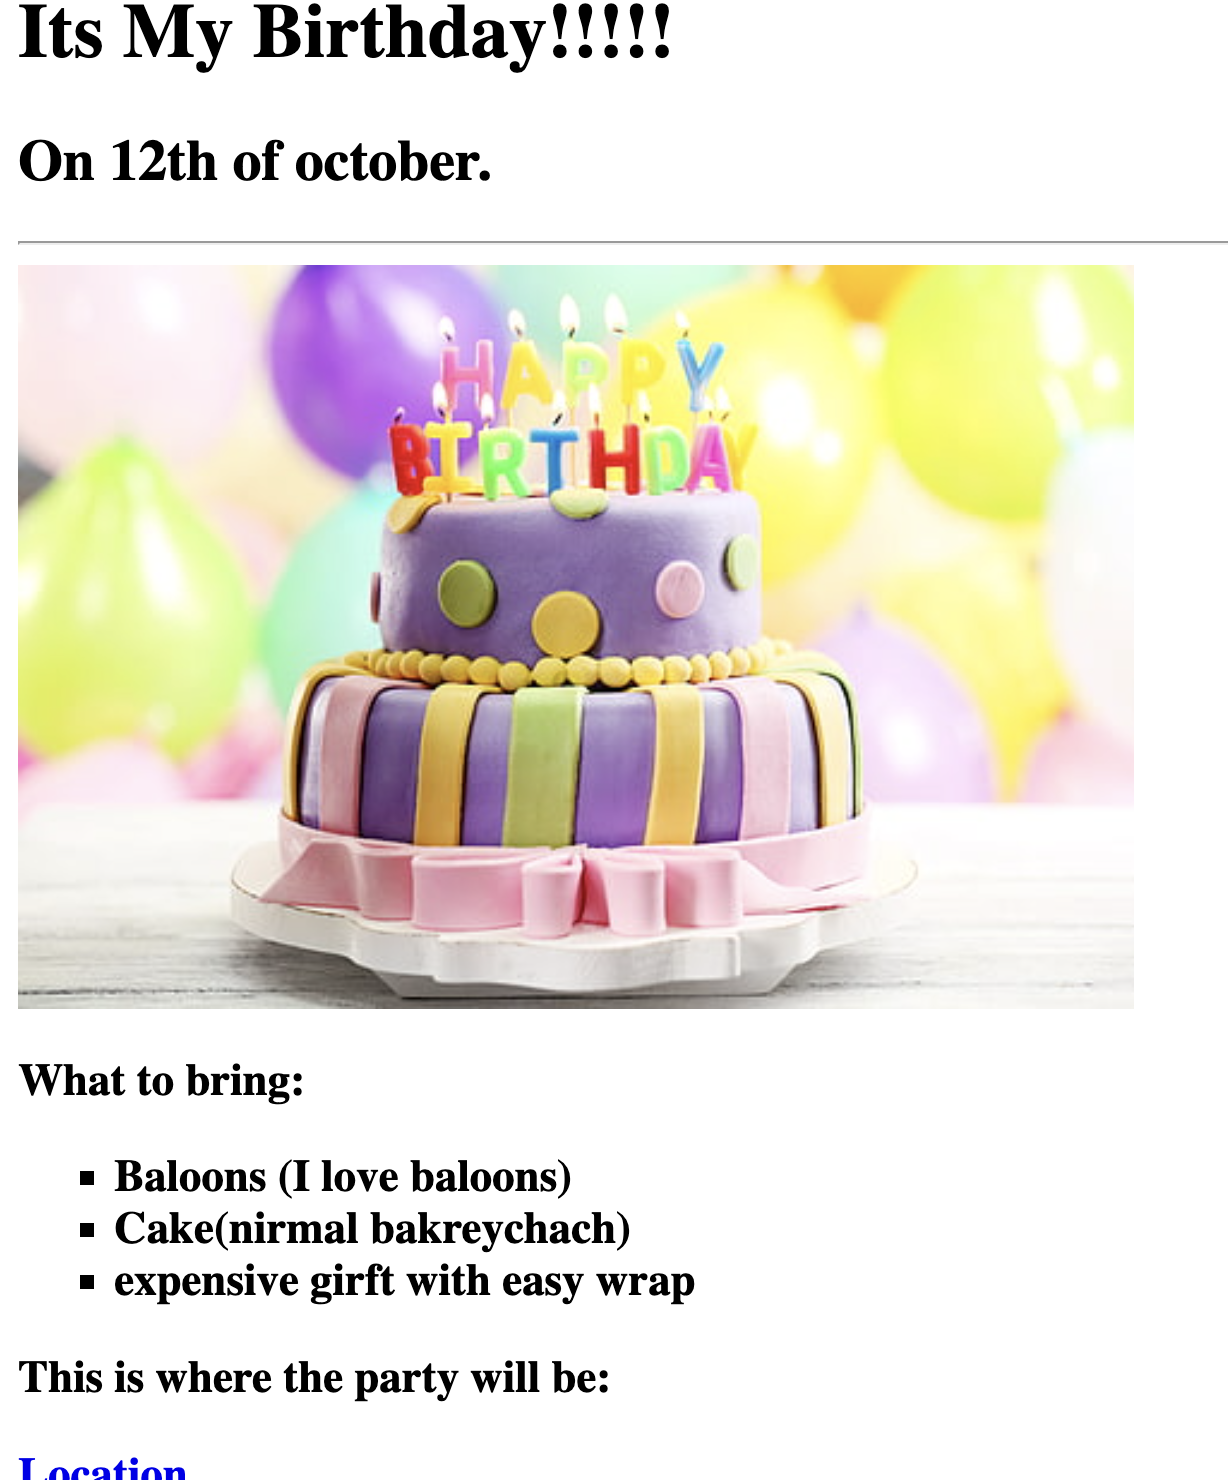 Its My Birthday!!!!!
On 12th of october.
HAPPY
BIRTHDAY
What to bring:
Baloons (I love baloons)
Cake(nirmal bakreychach)
expensive girft with easy wrap
This is where the party will be:
Location